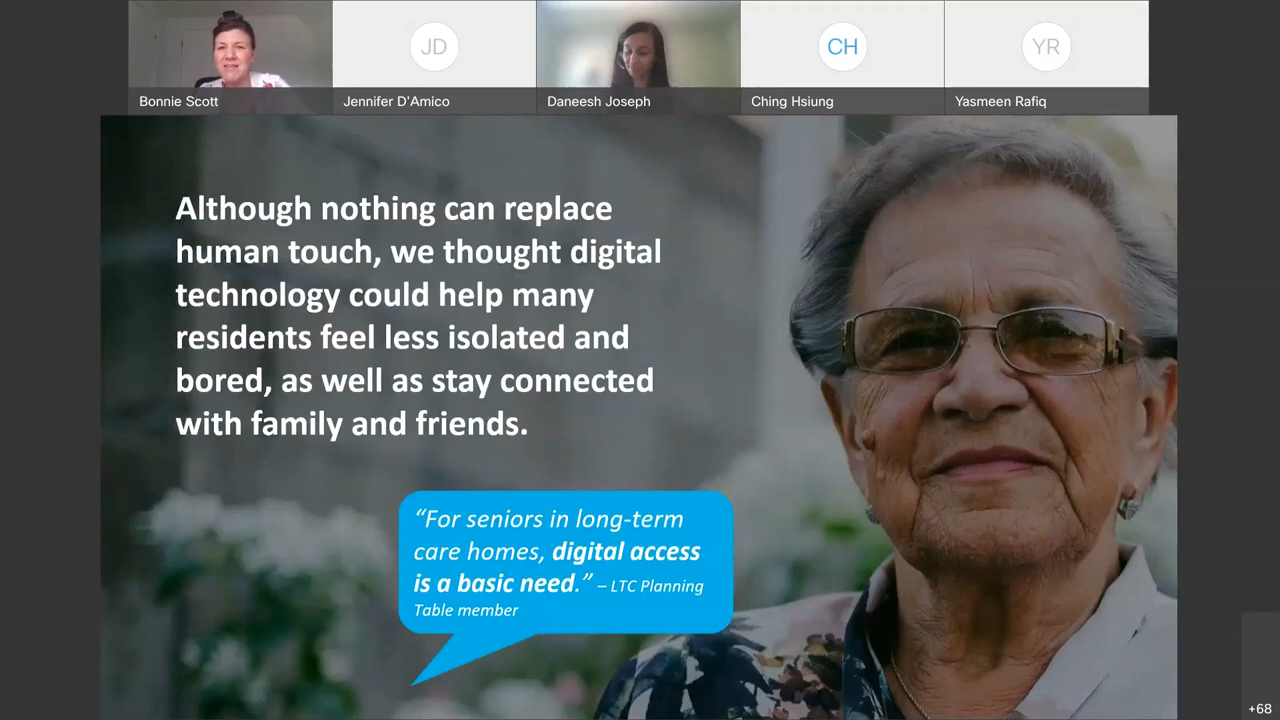 JD
CH
YR
Bonnie Scott
Jennifer D'Amico
Daneesh Joseph
Ching Hsiung
Yasmeen Rafiq
Although nothing can replace
human touch, we thought digital
technology could help many
residents feel less isolated and
bored, as well as stay connected
with family and friends.
“For seniors in long-term
care homes, digital access
is a basic need.” – LTC Planning
Table member
+68